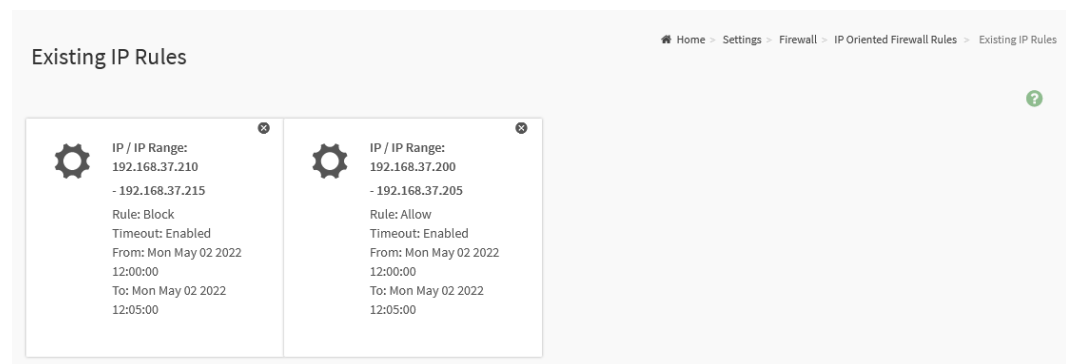 Existing IP Rules
Home > Settings > Firewall > IP Oriented Firewall Rules > Existing IP Rules
?
IP / IP Range:
192.168.37.210
- 192.168.37.215
Rule: Block
Timeout: Enabled
From: Mon May 02 2022
12:00:00
To: Mon May 02 2022
12:05:00
IP / IP Range:
192.168.37.200
- 192.168.37.205
Rule: Allow
Timeout: Enabled
From: Mon May 02 2022
12:00:00
To: Mon May 02 2022
12:05:00